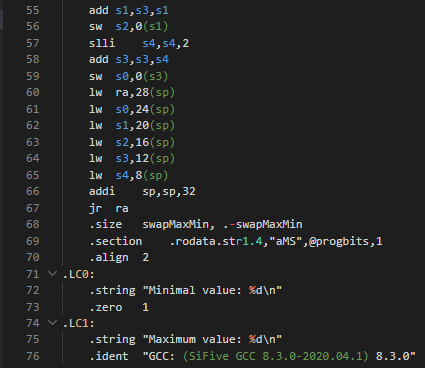 55 add s1,s3,s1
56 sw s2,0(s1)
57 slli s4,s4,2
58 add s3,s3,s4
59 sw s0,0(s3)
60 lw ra,28(sp)
61 lw s0,24(sp)
62 lw s1,20(sp)
63 lw s2,16(sp)
64 lw s3,12(sp)
65 lw s4,8(sp)
66 addi sp,sp,32
67 jr ra
68 .size swapMaxMin, .-swapMaxMin
69 .section .rodata.str1.4,"aMS",@progbits,1
70 .align 2
71 .LC0:
72 .string "Minimal value: %d\n"
73 .zero 1
74 .LC1:
75 .string "Maximum value: %d\n"
76 .ident "GCC: (SiFive GCC 8.3.0-2020.04.1) 8.3.0"